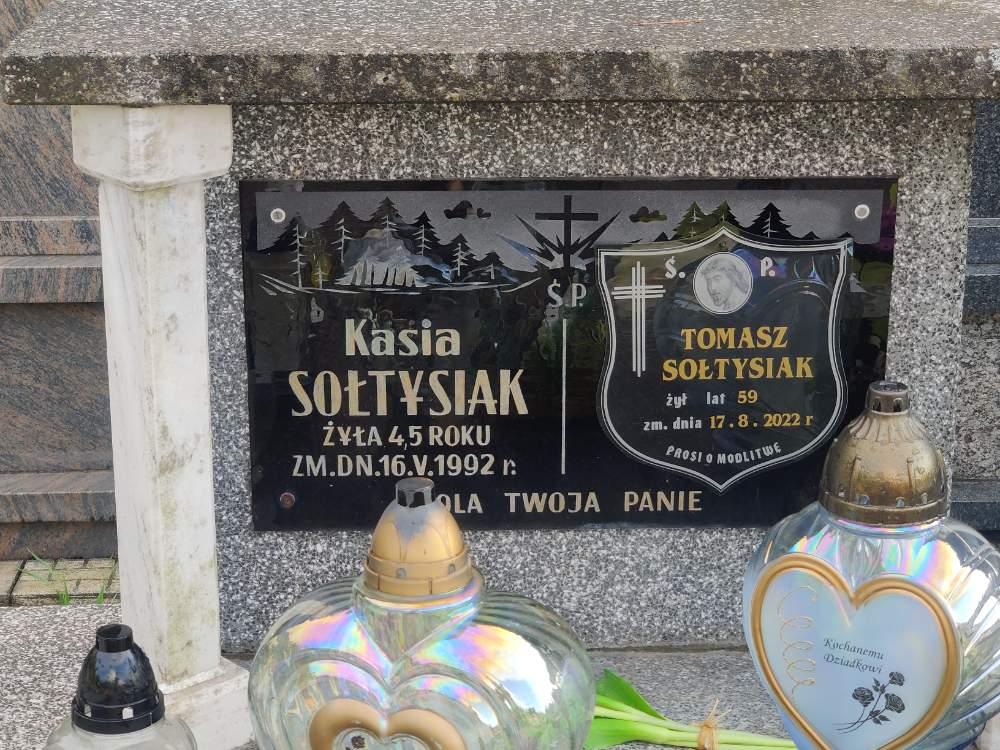 Ś.P.
Kasia
SOŁTYSIAK
ŻYŁA 4,5 ROKU
ZM.DN.16.V.1992 r.
TWOJA PANIE
Ś. P.
TOMASZ
SOŁTYSIAK
żył lat 59
zm. dnia 17.8.2022 r
PROSI O MODLITWĘ
Kochanemu
Dziadkowi